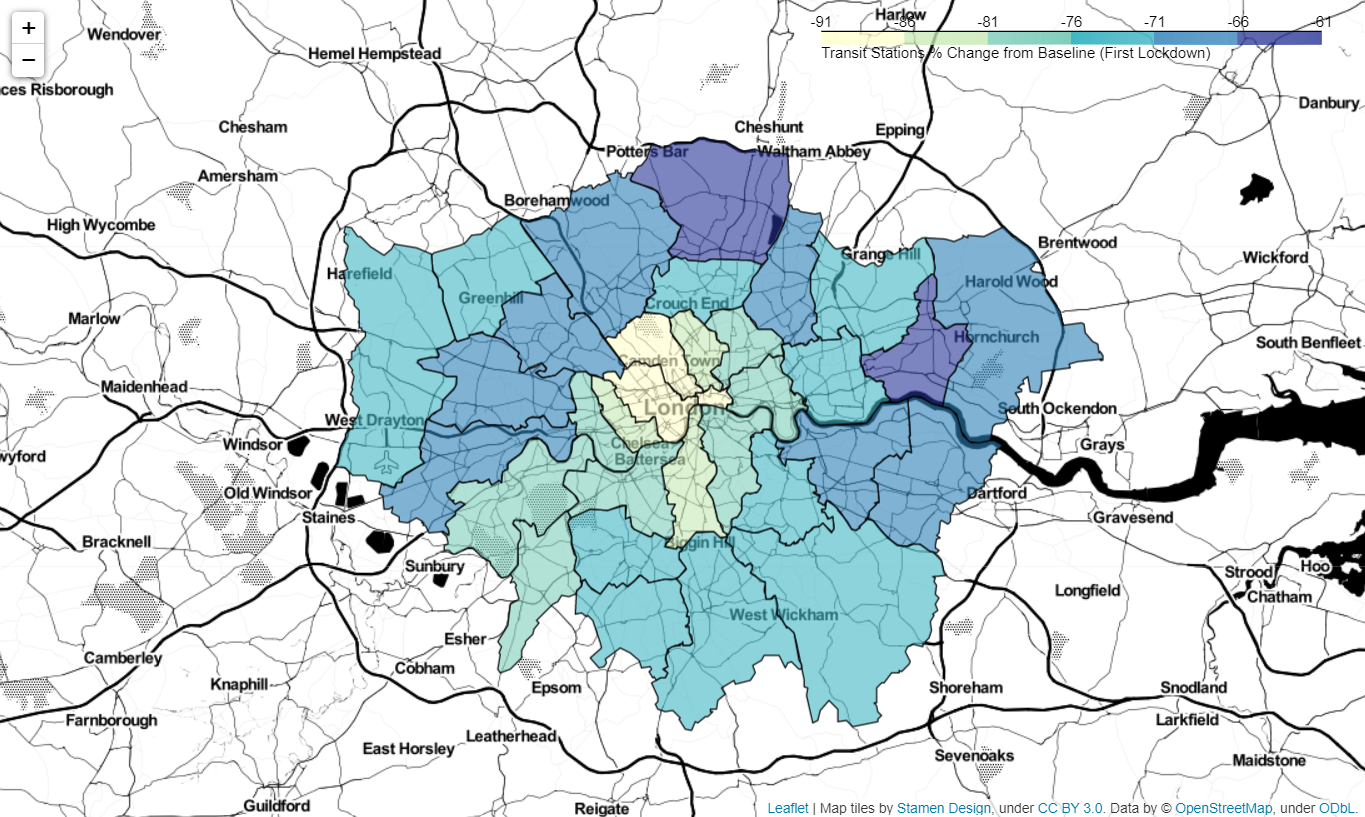 +
−
-91 -86 -81 -76 -71 -66 -61
Transit Stations % Change from Baseline (First Lockdown)
Harlow
Wendover
Hemel Hempstead
ces Risborough
Danbury
Chesham
Cheshunt
Epping
Potters Bar
Waltham Abbey
Amersham
Borehamwood
High Wycombe
Brentwood
Grange Hill
Wickford
Harefield
Harold Wood
Greenhill
Crouch End
Marlow
Hornchurch
South Benfleet
Camden Town
Maidenhead
London
South Ockendon
West Drayton
Windsor
Chelsea
Grays
wyford
Battersea
Old Windsor
Dartford
Staines
Gravesend
Bracknell
Biggin Hill
Sunbury
Strood
Hoo
Longfield
Chatham
West Wickham
Esher
Camberley
Cobham
Knaphill
Epsom
Shoreham
Snodland
Farnborough
Larkfield
Leatherhead
East Horsley
Sevenoaks
Maidstone
Guildford
Reigate
Leaflet | Map tiles by Stamen Design, under CC BY 3.0. Data by © OpenStreetMap, under ODbL.